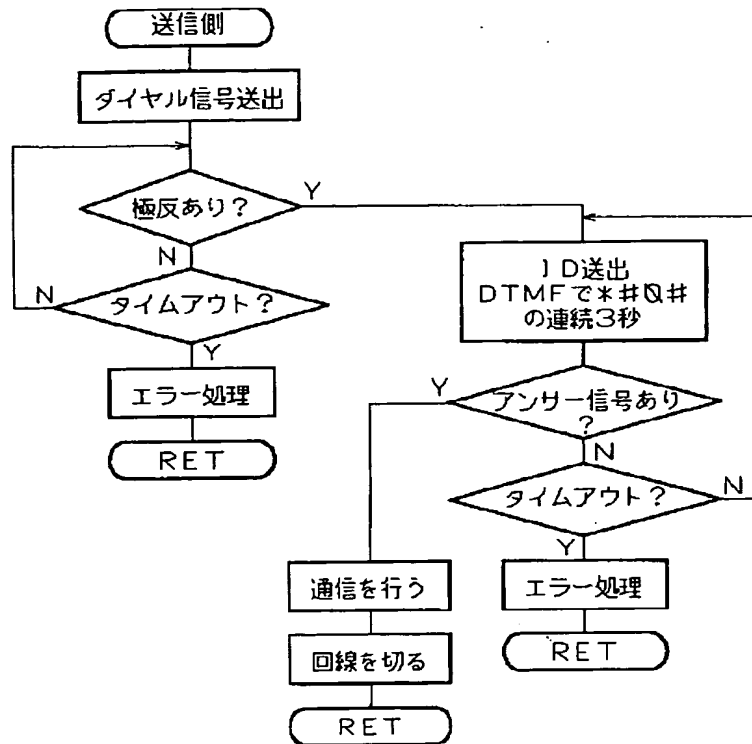 送信側
ダイヤル信号送出
極反あり?
Y
N
タイムアウト?
N
Y
エラー処理
RET
ID送出
DTMFで*#0#
の連続3秒
アンサー信号あり
?
Y
N
タイムアウト?
N
Y
エラー処理
RET
通信を行う
回線を切る
RET